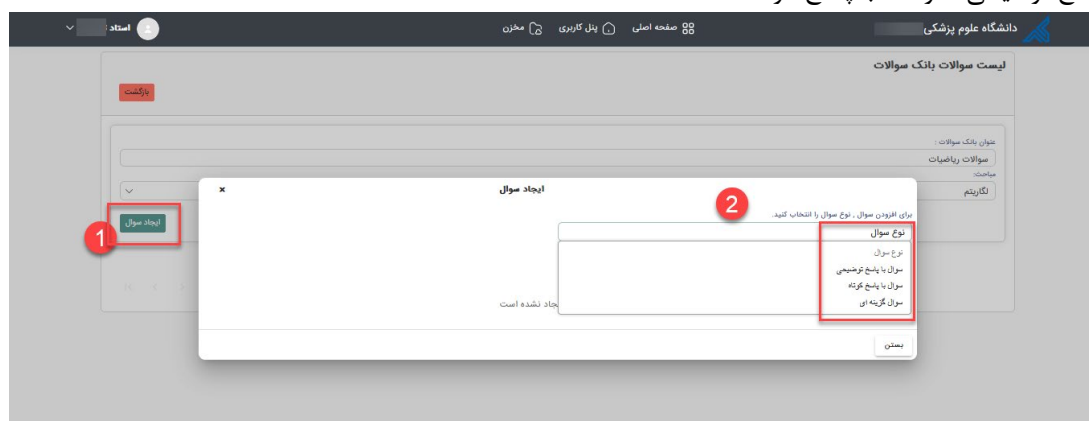 دانشگاه علوم پزشکی
صفحه اصلی
پنل کاربری
مخزن
استاد
لیست سوالات بانک سوالات
بازگشت
عنوان بانک سوالات :
سوالات ریاضیات
مباحث:
لگاریتم
ایجاد سوال
1
ایجاد سوال
×
2
برای افزودن سوال , نوع سوال را انتخاب کنید.
نوع سوال
نوع سوال
سوال با پاسخ توضیحی
سوال با پاسخ کوتاه
سوال گزینه ای
نشده است
بستن